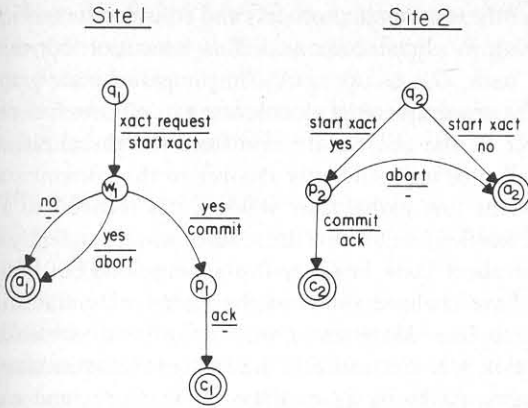 Site 1
Site 2
q1
q2
xact request
start xact
start xact
yes
start xact
no
w1
p2
abort
a2
no
-
yes
abort
yes
commit
commit
ack
a1
p1
c2
ack
-
c1